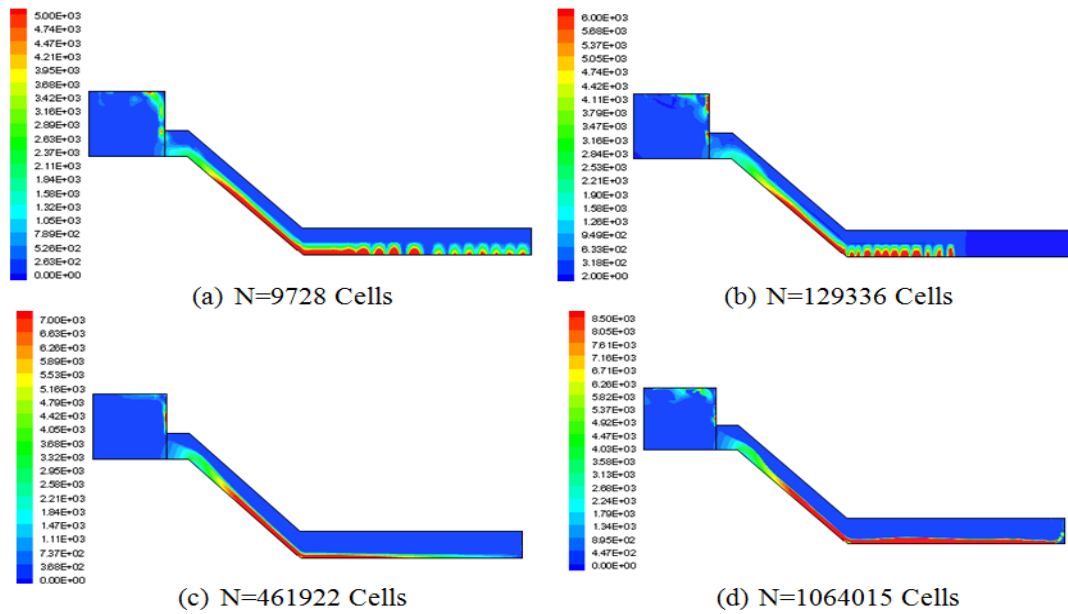 5.00E+03
4.74E+03
4.47E+03
4.21E+03
3.95E+03
3.68E+03
3.42E+03
3.16E+03
2.89E+03
2.63E+03
2.37E+03
2.11E+03
1.84E+03
1.58E+03
1.32E+03
1.05E+03
7.89E+02
5.26E+02
2.63E+02
0.00E+00
(a) N=9728 Cells
6.00E+03
5.68E+03
5.37E+03
5.05E+03
4.74E+03
4.42E+03
4.11E+03
3.79E+03
3.47E+03
3.16E+03
2.84E+03
2.53E+03
2.21E+03
1.90E+03
1.58E+03
1.26E+03
9.49E+02
6.33E+02
3.18E+02
2.00E+00
(b) N=129336 Cells
7.00E+03
6.63E+03
6.26E+03
5.89E+03
5.53E+03
5.16E+03
4.79E+03
4.42E+03
4.05E+03
3.68E+03
3.32E+03
2.95E+03
2.58E+03
2.21E+03
1.84E+03
1.47E+03
1.11E+03
7.37E+02
3.68E+02
0.00E+00
(c) N=461922 Cells
8.50E+03
8.05E+03
7.61E+03
7.16E+03
6.71E+03
6.26E+03
5.82E+03
5.37E+03
4.92E+03
4.47E+03
4.03E+03
3.58E+03
3.13E+03
2.68E+03
2.24E+03
1.79E+03
1.34E+03
8.95E+02
4.47E+02
0.00E+00
(d) N=1064015 Cells